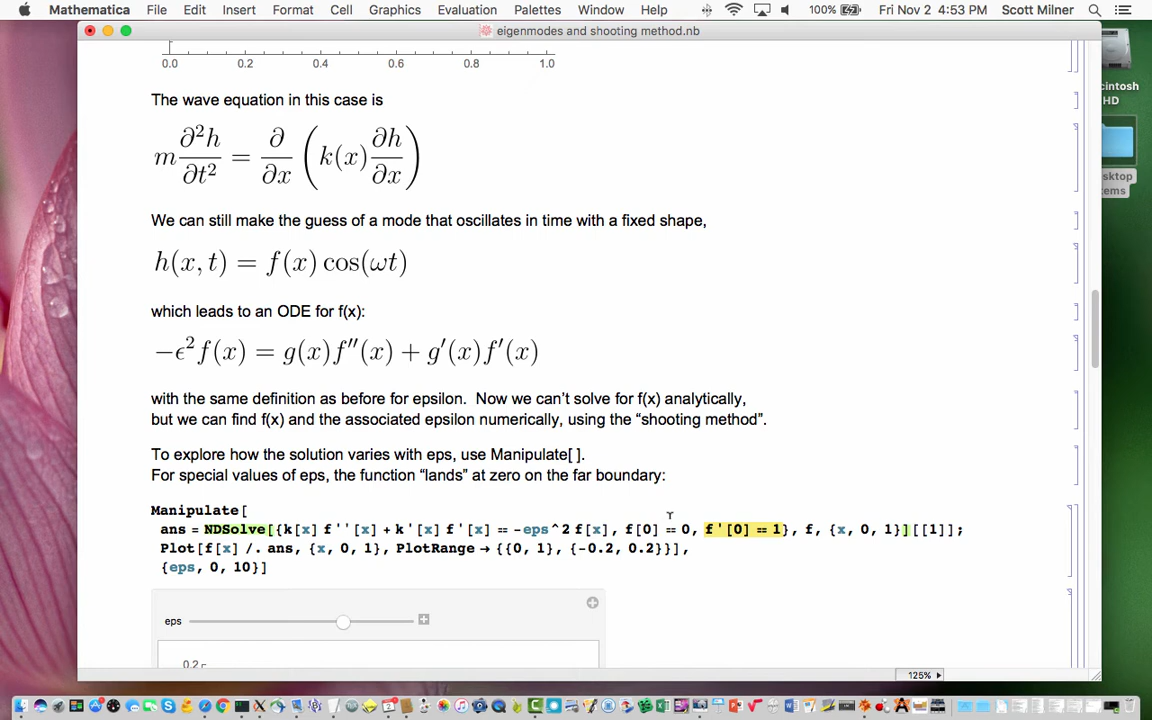 Mathematica File Edit Insert Format Cell Graphics Evaluation Palettes Window Help 100% Fri Nov 2 4:53 PM Scott Milner
eigenmodes and shooting method.nb
0.0 0.2 0.4 0.6 0.8 1.0
cintosh
HD
The wave equation in this case is
m ∂²h/∂t² = ∂/∂x (k(x) ∂h/∂x)
esktop
tems
We can still make the guess of a mode that oscillates in time with a fixed shape,
h(x, t) = f(x) cos(ωt)
which leads to an ODE for f(x):
−ϵ² f(x) = g(x)f″(x) + g′(x)f′(x)
with the same definition as before for epsilon.  Now we can't solve for f(x) analytically,
but we can find f(x) and the associated epsilon numerically, using the “shooting method”.
To explore how the solution varies with eps, use Manipulate[ ].
For special values of eps, the function “lands” at zero on the far boundary:
Manipulate[
ans = NDSolve[{k[x] f''[x] + k'[x] f'[x] == -eps^2 f[x], f[0] == 0, f'[0] == 1}, f, {x, 0, 1}][[1]];
Plot[f[x] /. ans, {x, 0, 1}, PlotRange → {{0, 1}, {-0.2, 0.2}}],
{eps, 0, 10}]
eps
0.2
125%